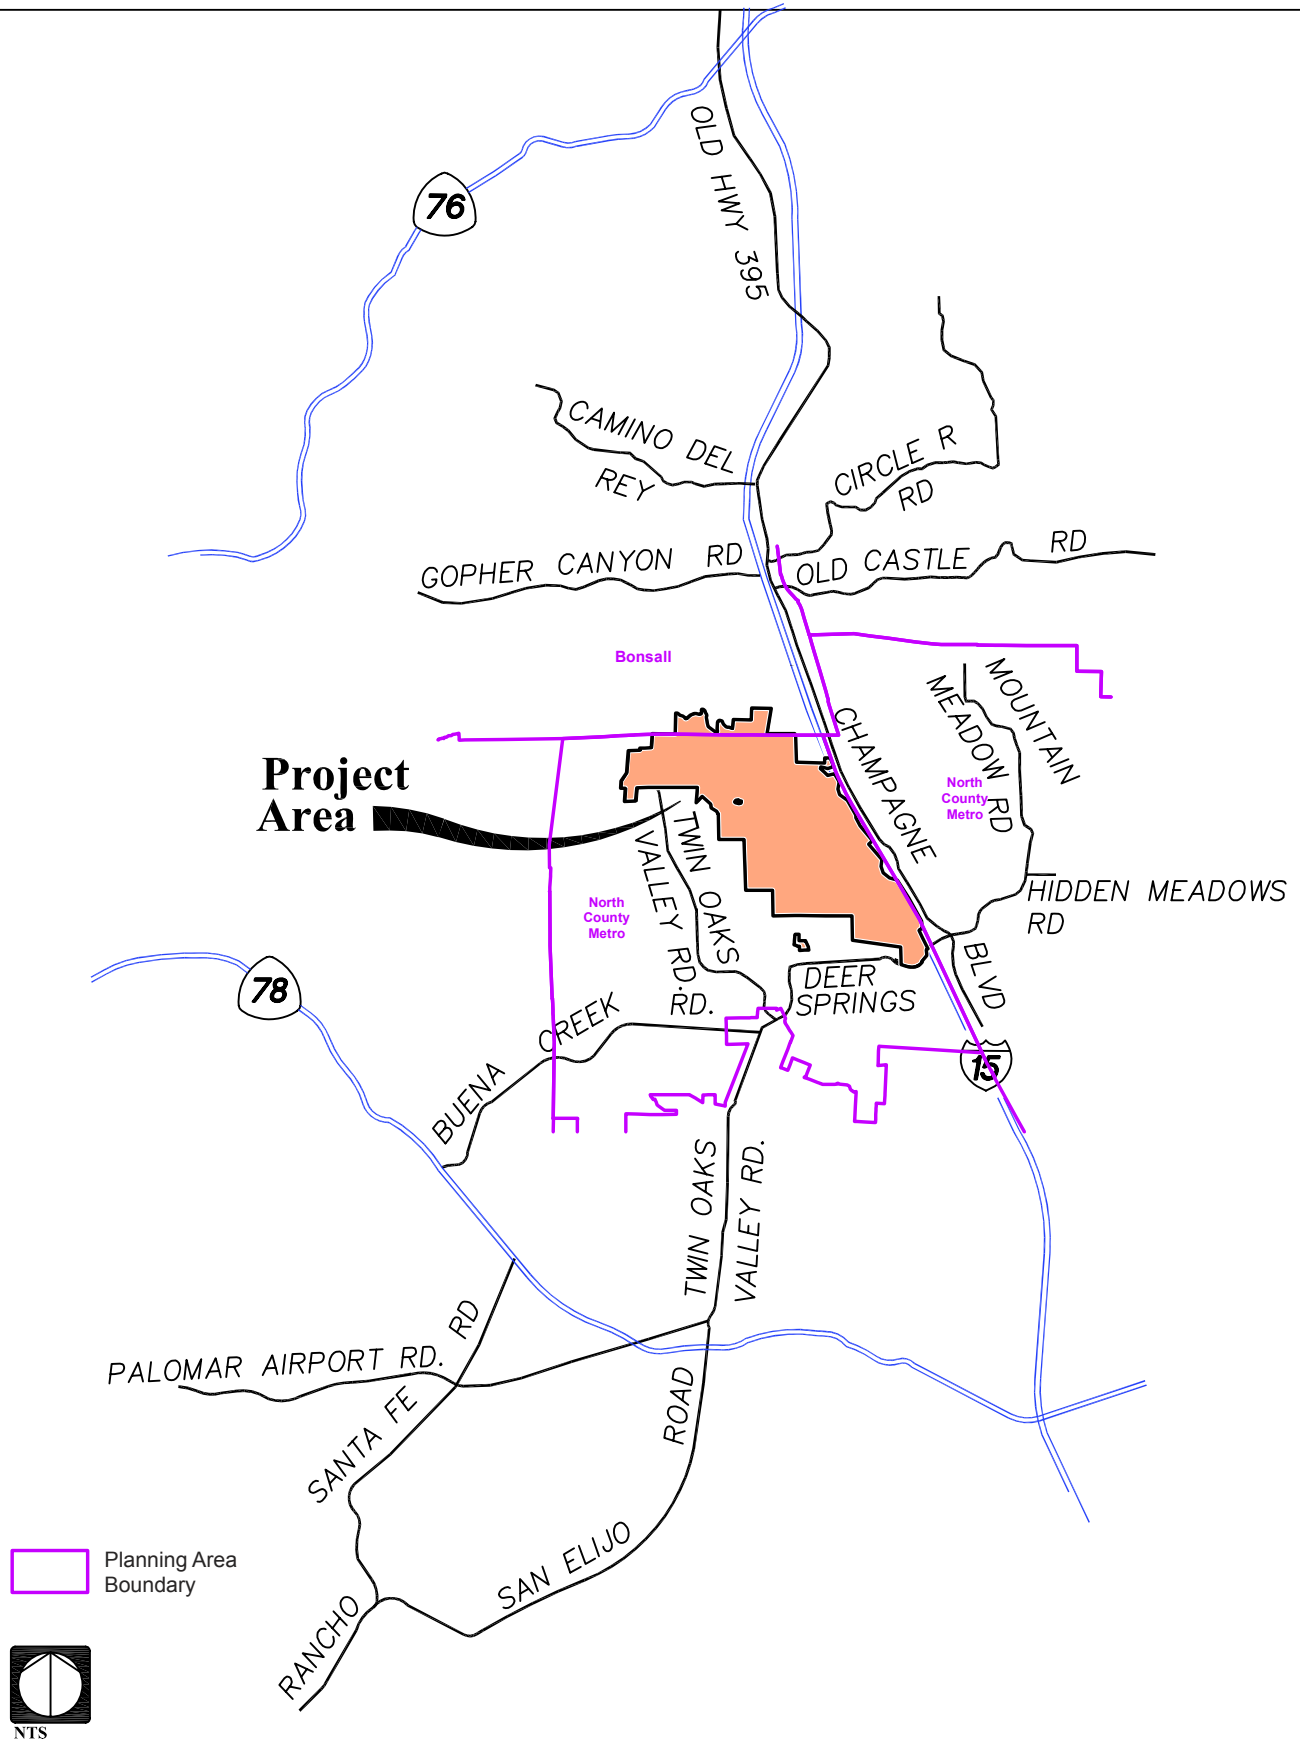 76
OLD HWY 395
CAMINO DEL
REY
CIRCLE R
RD
GOPHER CANYON RD
OLD CASTLE RD
Bonsall
MOUNTAIN
MEADOW RD
CHAMPAGNE
BLVD
Project
Area
North
County
Metro
TWIN OAKS
VALLEY RD.
North
County
Metro
HIDDEN MEADOWS
RD
78
DEER
SPRINGS
RD.
BUENA CREEK
15
TWIN OAKS
VALLEY RD.
PALOMAR AIRPORT RD.
RANCHO SANTA FE RD
SAN ELIJO ROAD
Planning Area
Boundary
NTS